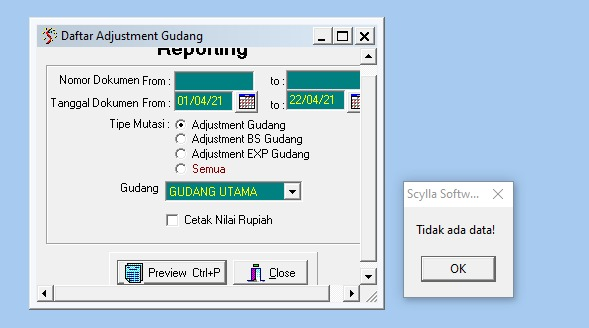 Daftar Adjustment Gudang
Reporting
Nomor Dokumen From : to :
Tanggal Dokumen From : 01/04/21 to : 22/04/21
Tipe Mutasi : Adjustment Gudang
Adjustment BS Gudang
Adjustment EXP Gudang
Semua
Gudang GUDANG UTAMA
Cetak Nilai Rupiah
Preview Ctrl+P Close
Scylla Softw...
Tidak ada data!
OK